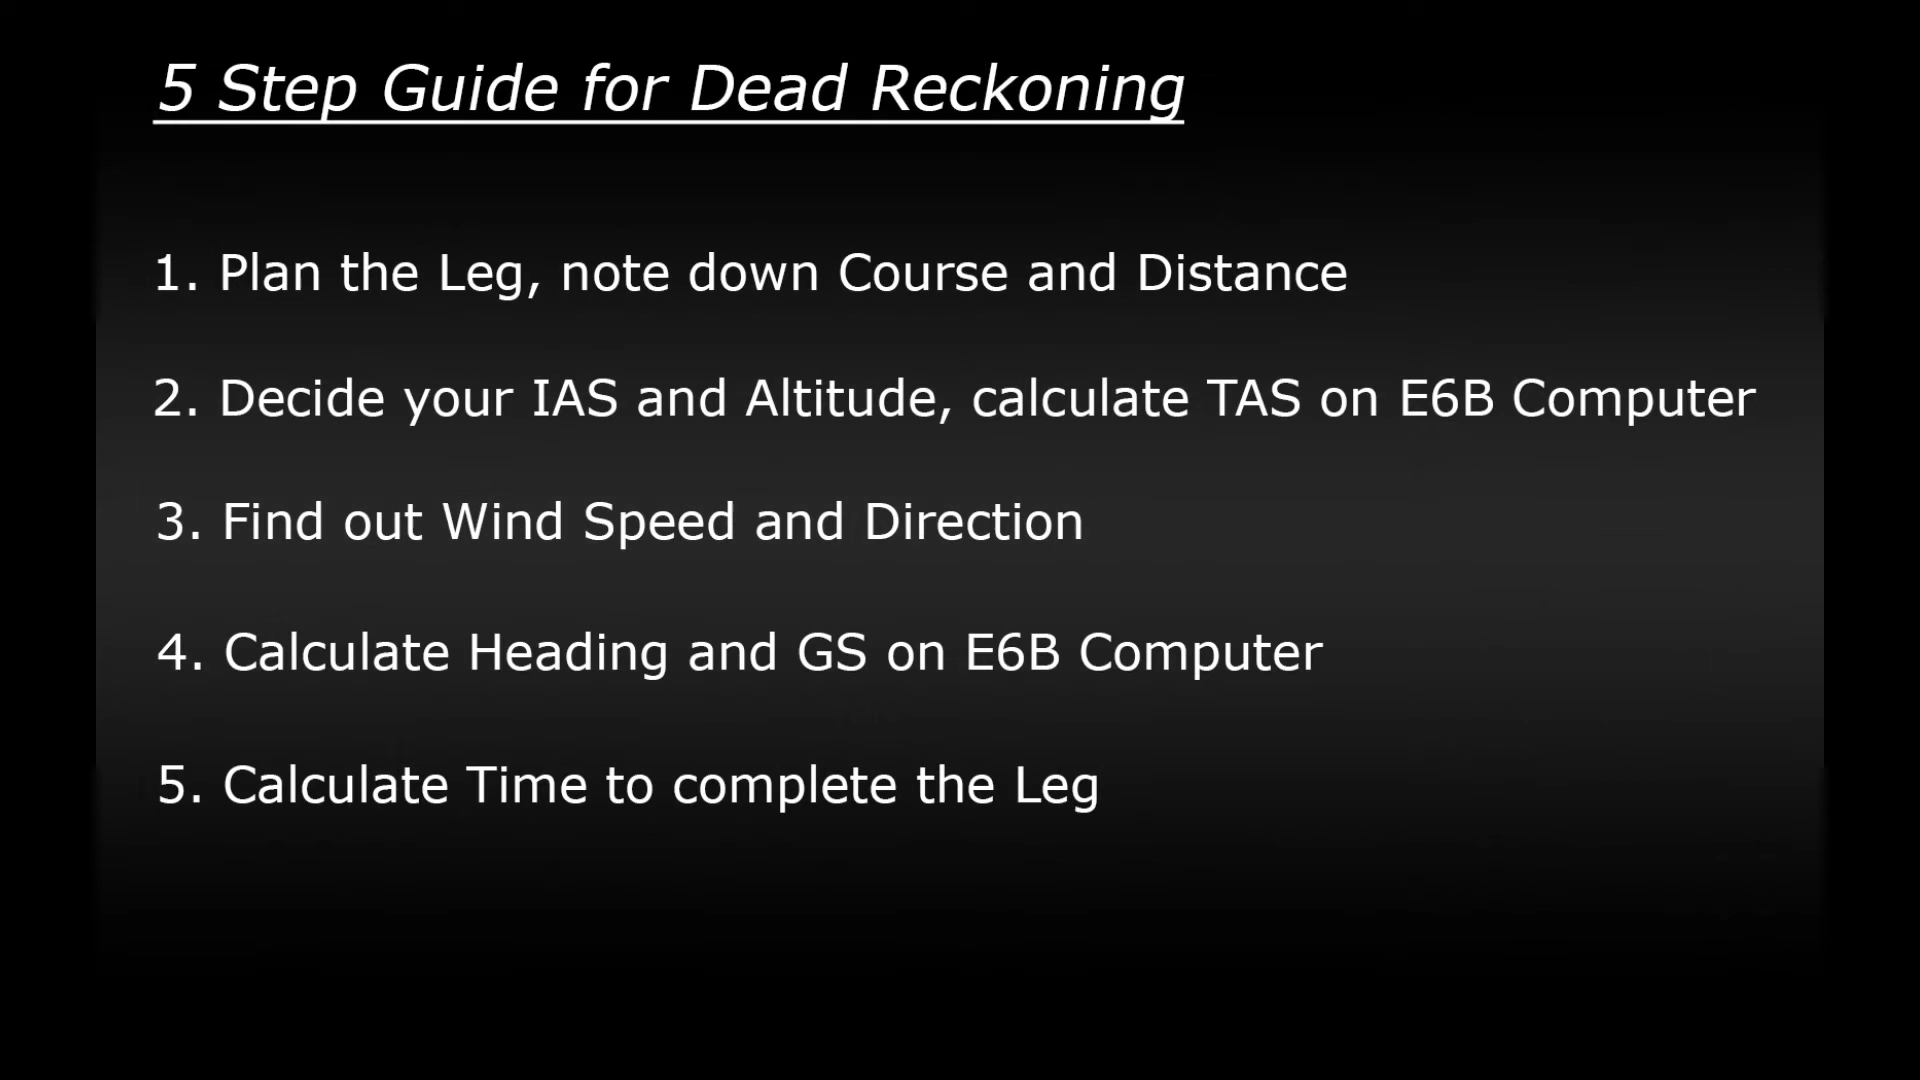 5 Step Guide for Dead Reckoning
1. Plan the Leg, note down Course and Distance
2. Decide your IAS and Altitude, calculate TAS on E6B Computer
3. Find out Wind Speed and Direction
4. Calculate Heading and GS on E6B Computer
5. Calculate Time to complete the Leg